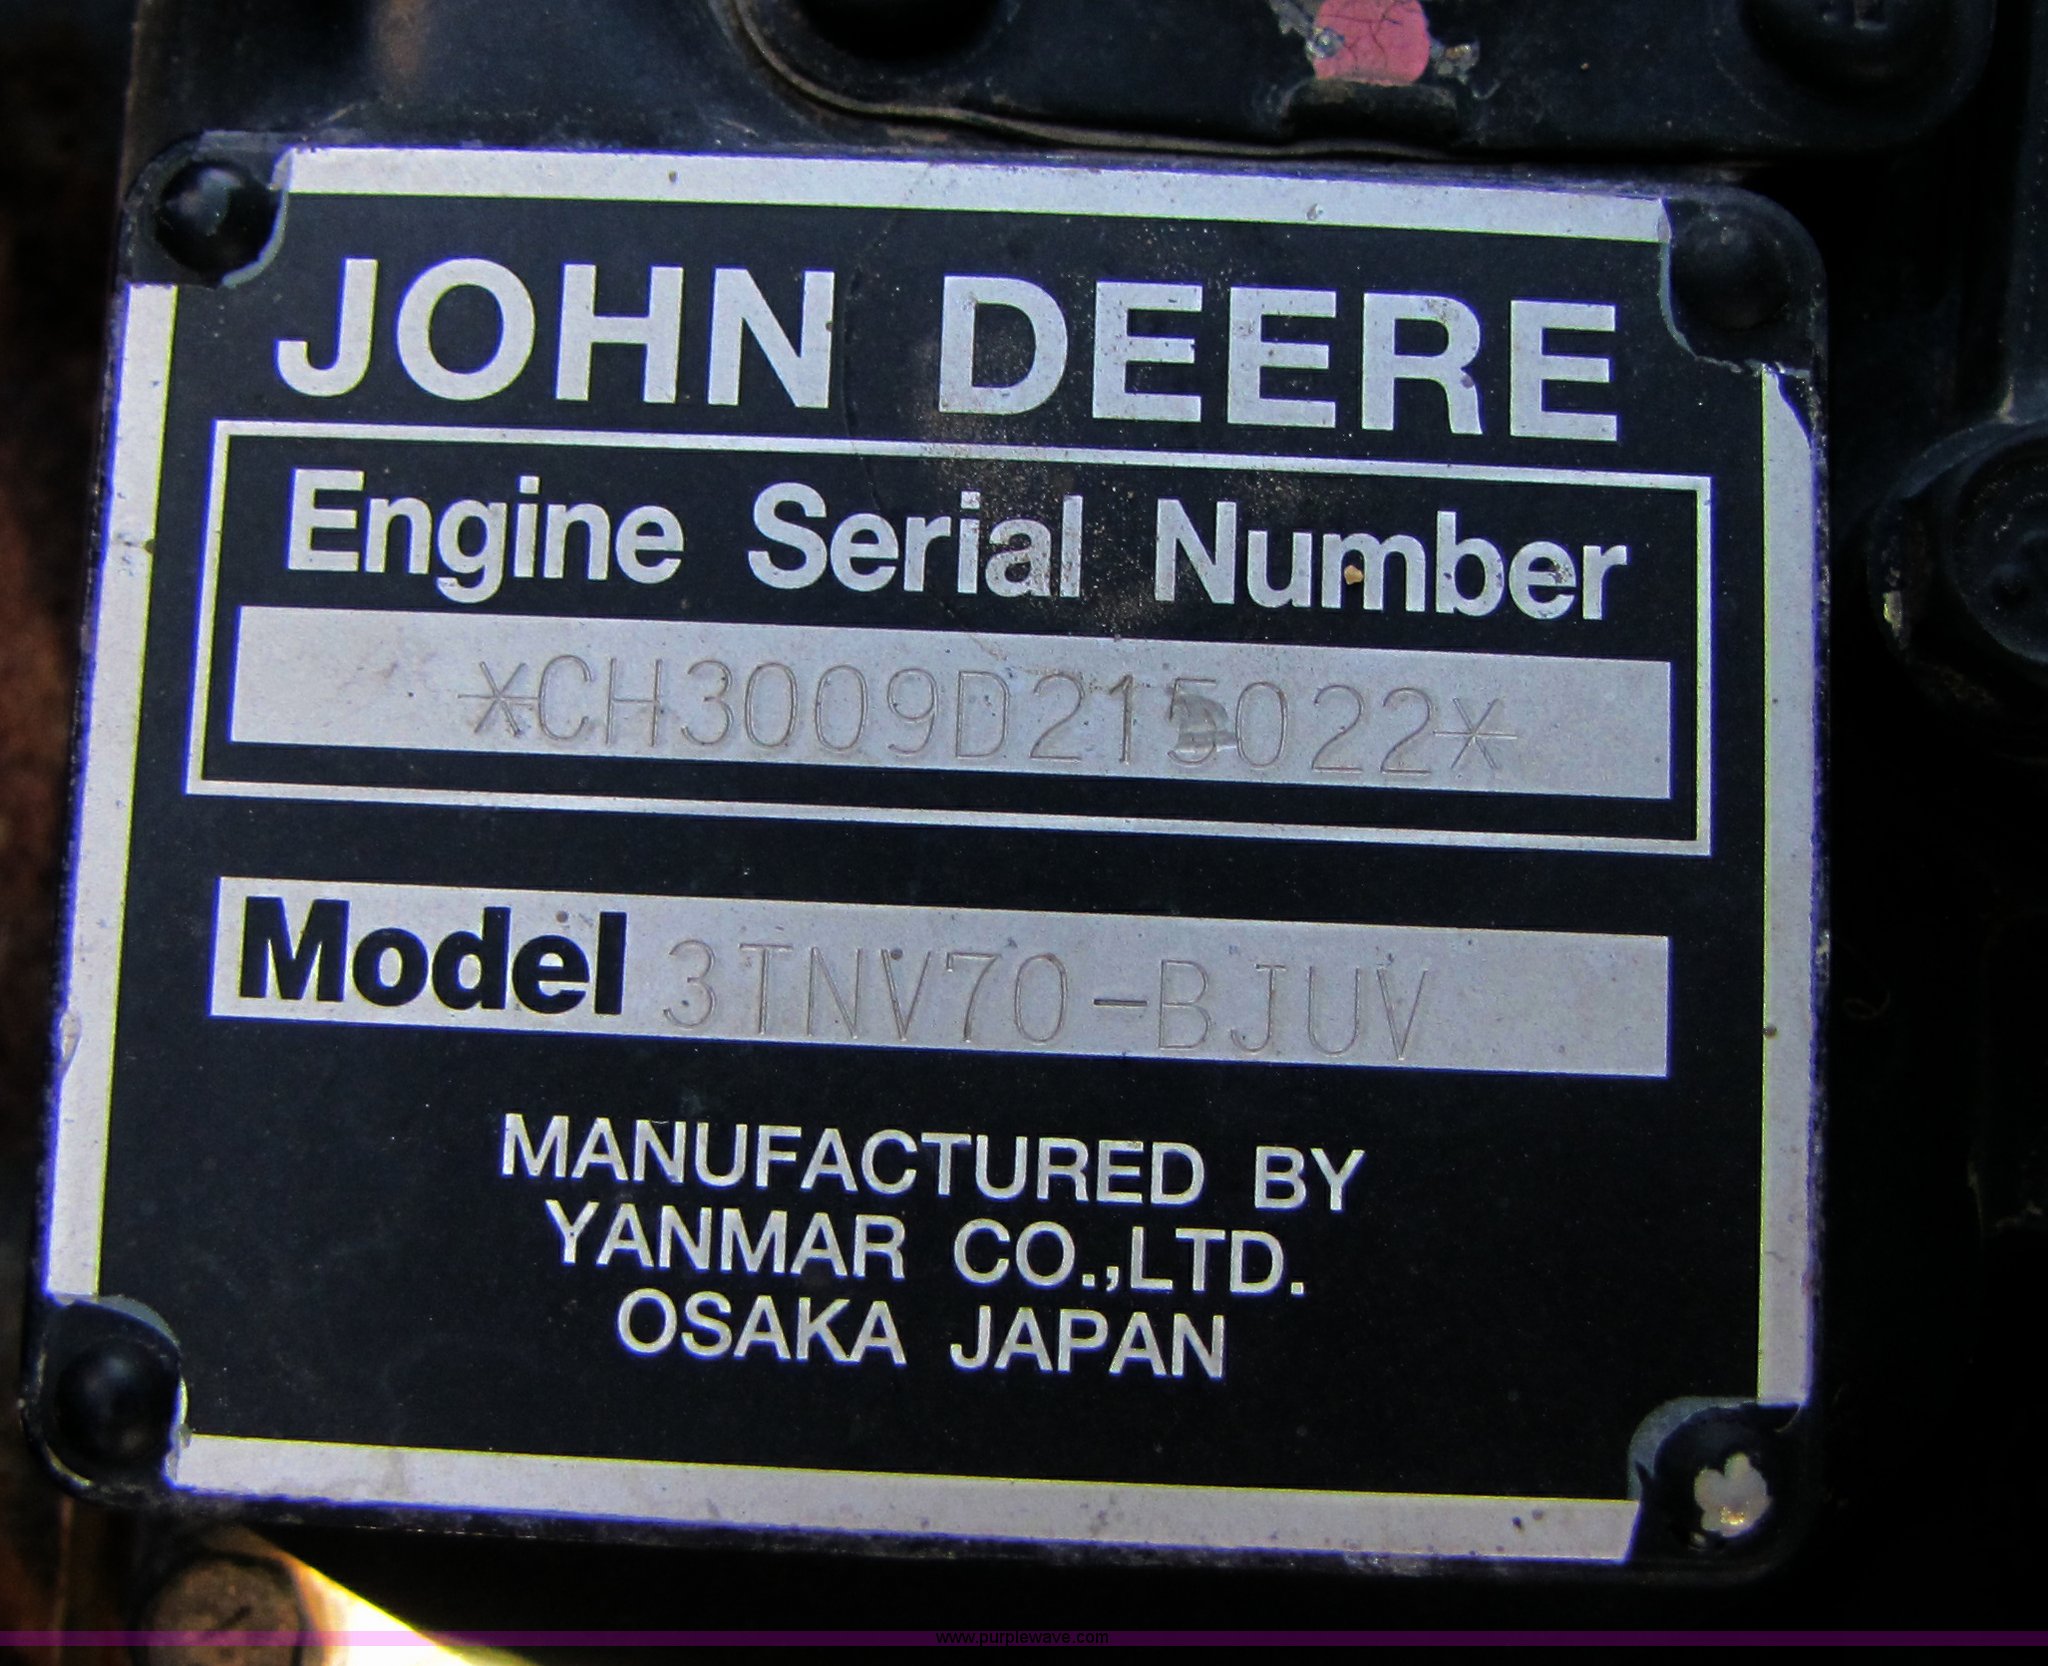 JOHN DEERE
Engine Serial Number
*CH3009D215022*
Model 3TNV70-BJUV
MANUFACTURED BY
YANMAR CO.,LTD.
OSAKA JAPAN
www.purplewave.com